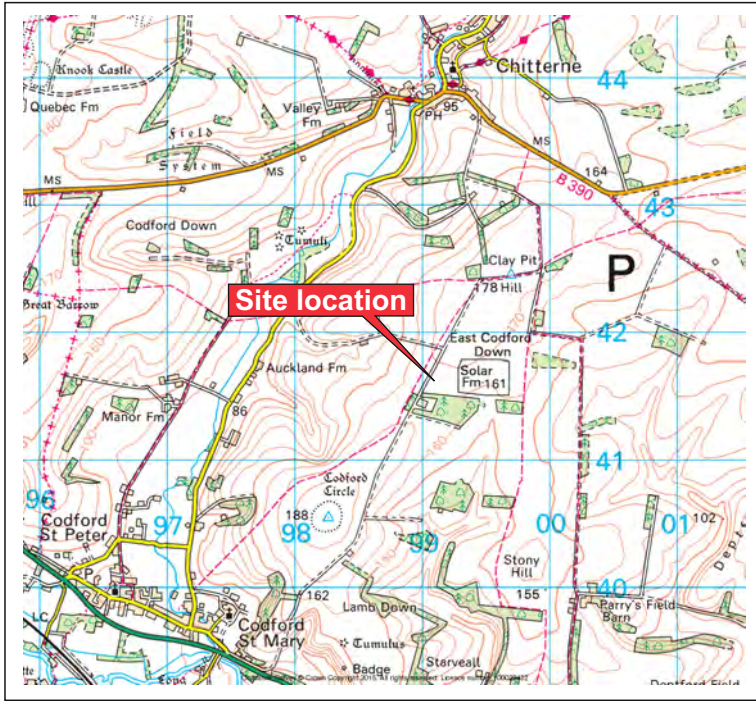 Knook Castle
Quebec Fm
Chitterne
44
Valley
Fm
95
PH
Field
System
MS
MS
MS
164
B 390
43
Codford Down
Tumuli
Clay Pit
178 Hill
P
170
Great Barrow
Site location
42
East Codford
Down
Solar
Fm 161
Auckland Fm
86
Manor Fm
160
41
Codford
Circle
96
97
188
98
99
00
01
102
Codford
St Peter
Stony
Hill
155
40
P
162
Lamb Down
Parry's Field
Barn
LC
Codford
St Mary
Tumulus
Badge
Starveall